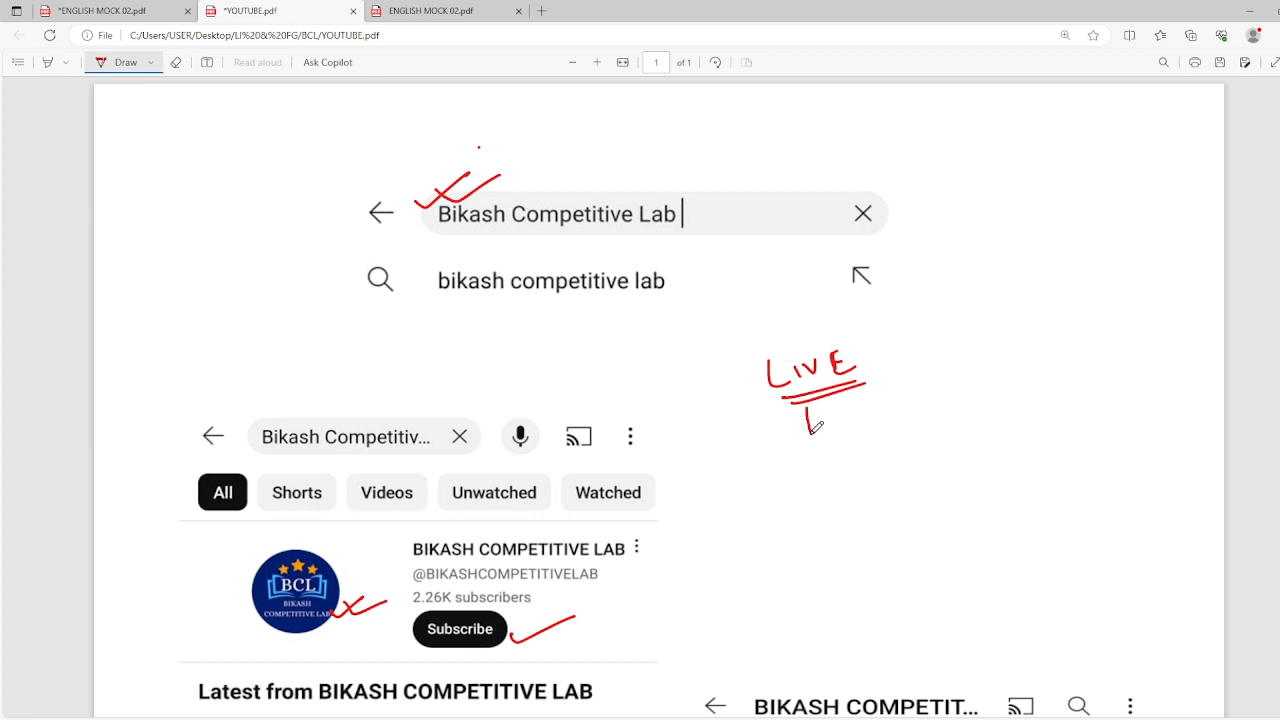 *ENGLISH MOCK 02.pdf
*YOUTUBE.pdf
ENGLISH MOCK 02.pdf
File C:/Users/USER/Desktop/LI%20&%20FG/BCL/YOUTUBE.pdf
Draw Read aloud Ask Copilot 1 of 1
Bikash Competitive Lab
bikash competitive lab
LIVE
Bikash Competitiv...
All Shorts Videos Unwatched Watched
BIKASH COMPETITIVE LAB
@BIKASHCOMPETITIVELAB
2.26K subscribers
Subscribe
BCL
BIKASH
COMPETITIVE LAB
Latest from BIKASH COMPETITIVE LAB
BIKASH COMPETIT...